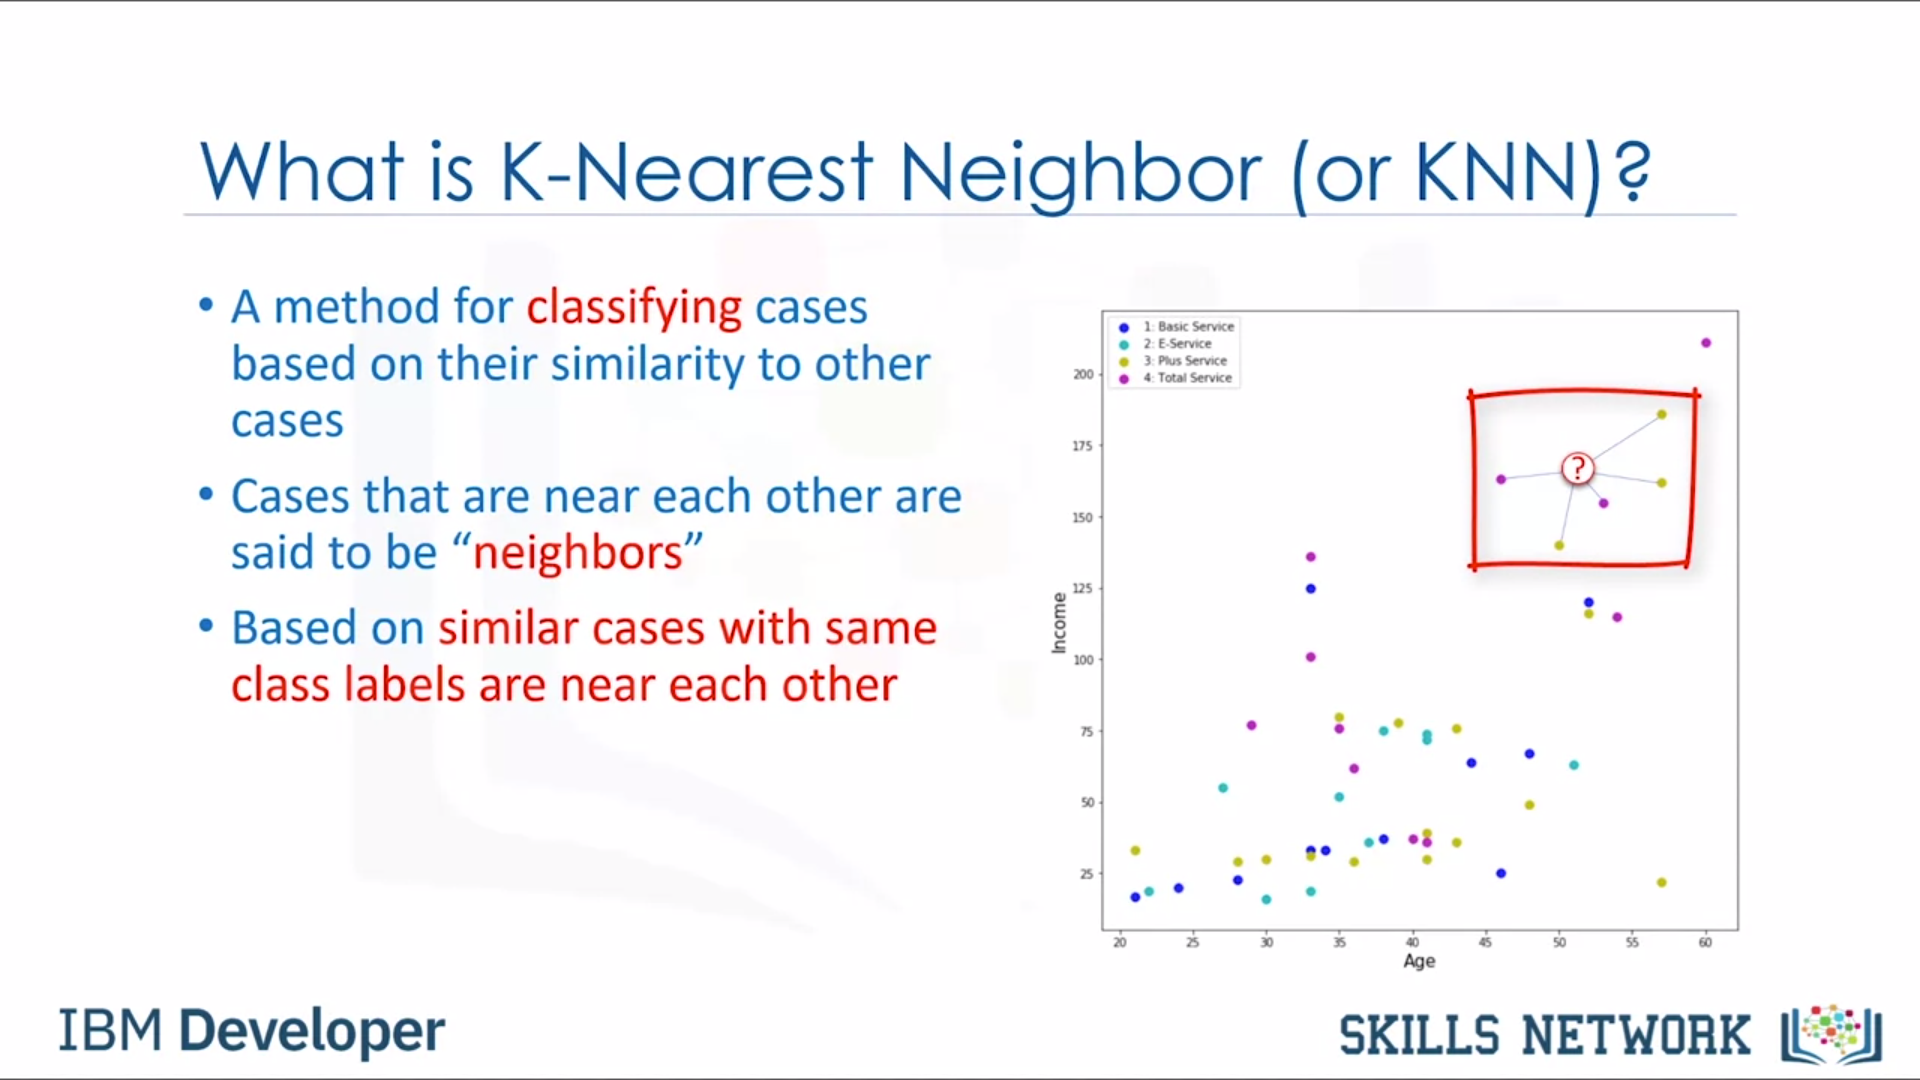 What is K-Nearest Neighbor (or KNN)?
• A method for classifying cases
based on their similarity to other
cases
• Cases that are near each other are
said to be “neighbors”
• Based on similar cases with same
class labels are near each other
1: Basic Service
2: E-Service
3: Plus Service
4: Total Service
?
200
175
150
125
100
75
50
25
Income
20 25 30 35 40 45 50 55 60
Age
IBM Developer
SKILLS NETWORK